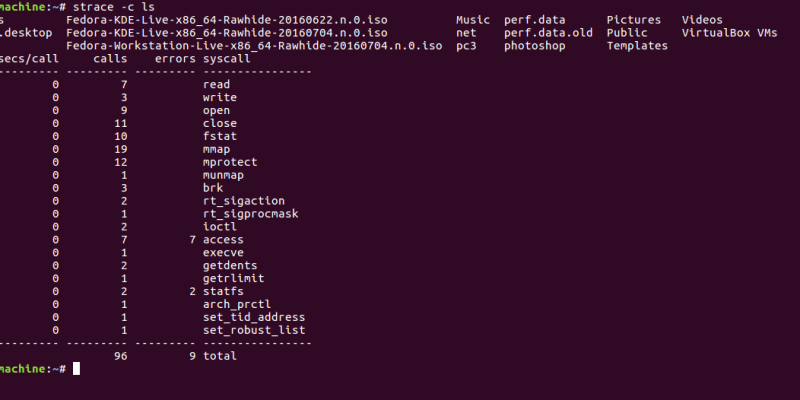 machine:~# strace -c ls
s Fedora-KDE-Live-x86_64-Rawhide-20160622.n.0.iso Music perf.data Pictures Videos
.desktop Fedora-KDE-Live-x86_64-Rawhide-20160704.n.0.iso net perf.data.old Public VirtualBox VMs
Fedora-Workstation-Live-x86_64-Rawhide-20160704.n.0.iso pc3 photoshop Templates
secs/call calls errors syscall
--------- --------- --------- ----------------
0 7 read
0 3 write
0 9 open
0 11 close
0 10 fstat
0 19 mmap
0 12 mprotect
0 1 munmap
0 3 brk
0 2 rt_sigaction
0 1 rt_sigprocmask
0 2 ioctl
0 7 7 access
0 1 execve
0 2 getdents
0 1 getrlimit
0 2 2 statfs
0 1 arch_prctl
0 1 set_tid_address
0 1 set_robust_list
--------- --------- --------- ----------------
96 9 total
machine:~#